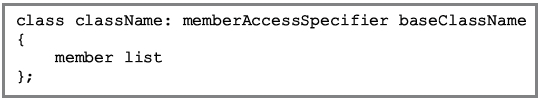 class className: memberAccessSpecifier baseClassName
{
    member list
};